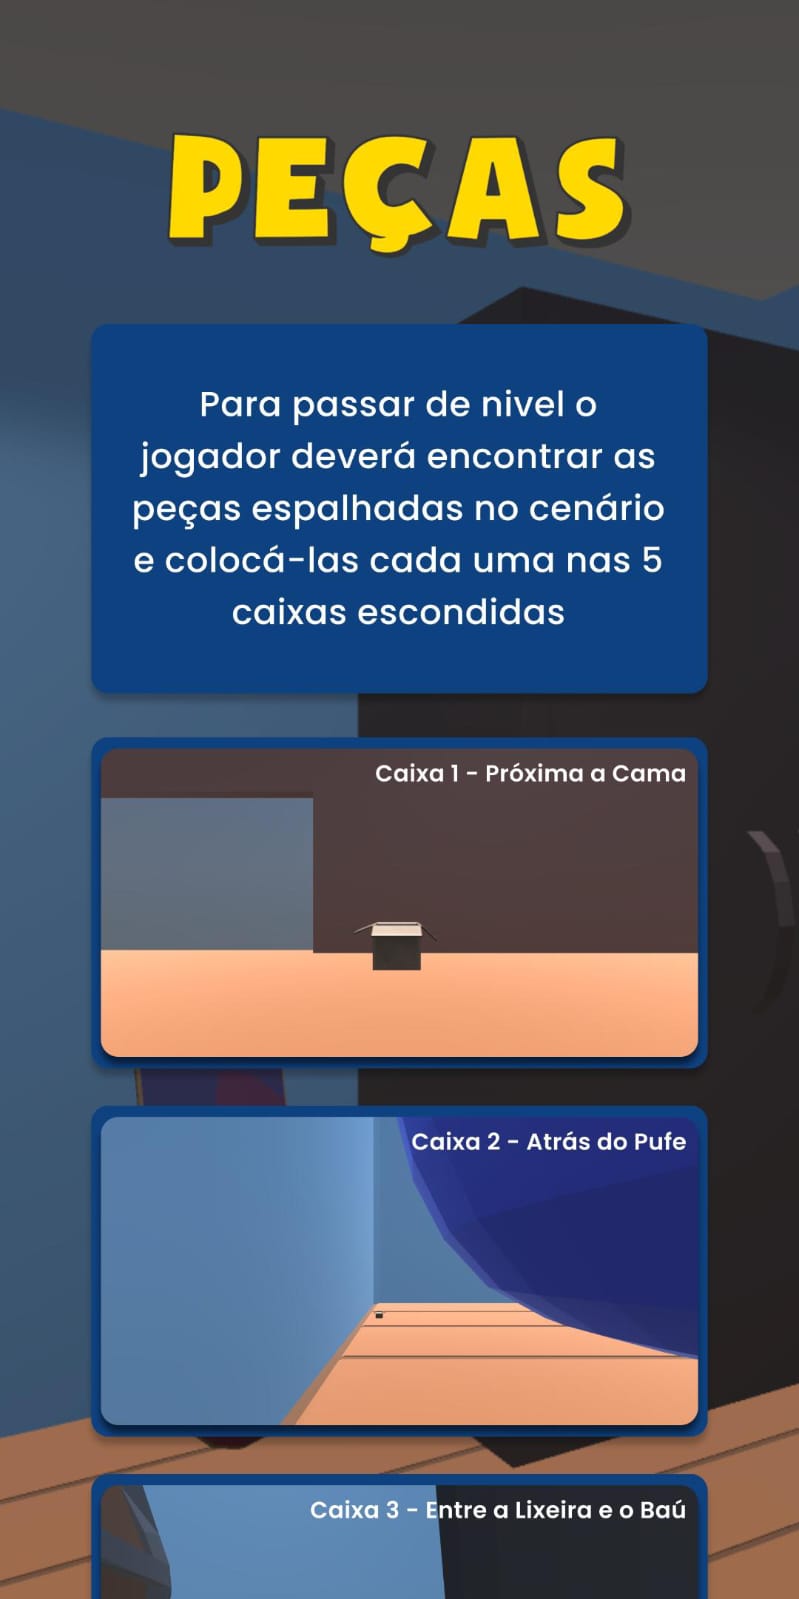 PEÇAS
Para passar de nivel o
jogador deverá encontrar as
peças espalhadas no cenário
e colocá-las cada uma nas 5
caixas escondidas
Caixa 1 - Próxima a Cama
Caixa 2 - Atrás do Pufe
Caixa 3 - Entre a Lixeira e o Baú